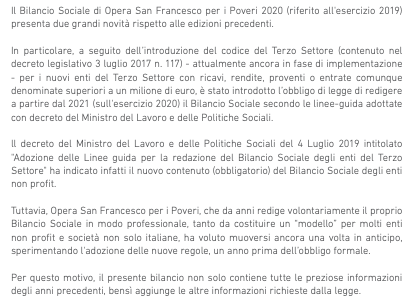 Il Bilancio Sociale di Opera San Francesco per i Poveri 2020 (riferito all'esercizio 2019)
presenta due grandi novità rispetto alle edizioni precedenti.
In particolare, a seguito dell'introduzione del codice del Terzo Settore (contenuto nel
decreto legislativo 3 luglio 2017 n. 117) - attualmente ancora in fase di implementazione
- per i nuovi enti del Terzo Settore con ricavi, rendite, proventi o entrate comunque
denominate superiori a un milione di euro, è stato introdotto l'obbligo di legge di redigere
a partire dal 2021 (sull'esercizio 2020) il Bilancio Sociale secondo le linee-guida adottate
con decreto del Ministro del Lavoro e delle Politiche Sociali.
Il decreto del Ministro del Lavoro e delle Politiche Sociali del 4 Luglio 2019 intitolato
"Adozione delle Linee guida per la redazione del Bilancio Sociale degli enti del Terzo
Settore" ha indicato infatti il nuovo contenuto (obbligatorio) del Bilancio Sociale degli enti
non profit.
Tuttavia, Opera San Francesco per i Poveri, che da anni redige volontariamente il proprio
Bilancio Sociale in modo professionale, tanto da costituire un "modello" per molti enti
non profit e società non solo italiane, ha voluto muoversi ancora una volta in anticipo,
sperimentando l'adozione delle nuove regole, un anno prima dell'obbligo formale.
Per questo motivo, il presente bilancio non solo contiene tutte le preziose informazioni
degli anni precedenti, bensì aggiunge le altre informazioni richieste dalla legge.